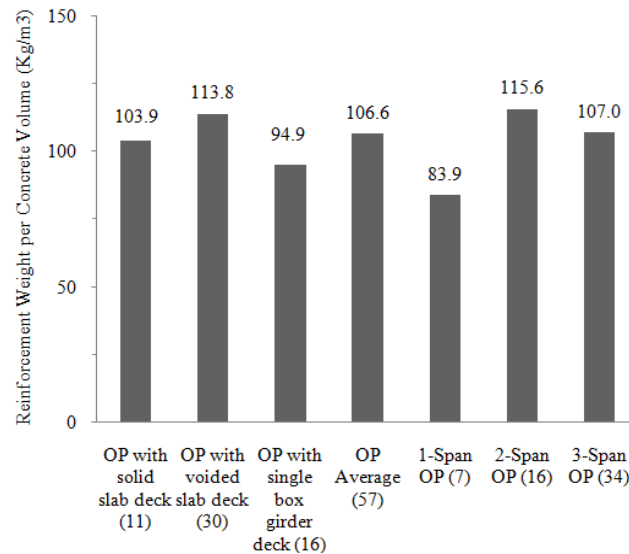 Reinforcement Weight per Concrete Volume (Kg/m3)
150
100
50
0
103.9
113.8
94.9
106.6
83.9
115.6
107.0
OP with
solid
slab deck
(11)
OP with
voided
slab deck
(30)
OP with
single
box
girder
deck (16)
OP
Average
(57)
1-Span
OP (7)
2-Span
OP (16)
3-Span
OP (34)